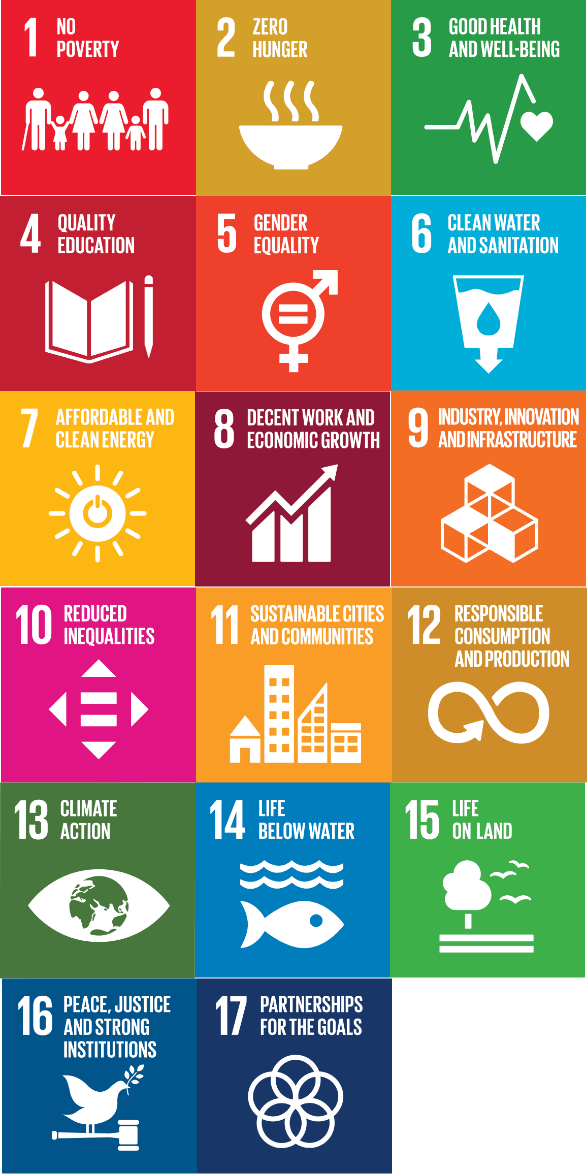 1 NO
POVERTY
2 ZERO
HUNGER
3 GOOD HEALTH
AND WELL-BEING
4 QUALITY
EDUCATION
5 GENDER
EQUALITY
6 CLEAN WATER
AND SANITATION
7 AFFORDABLE AND
CLEAN ENERGY
8 DECENT WORK AND
ECONOMIC GROWTH
9 INDUSTRY, INNOVATION
AND INFRASTRUCTURE
10 REDUCED
INEQUALITIES
11 SUSTAINABLE CITIES
AND COMMUNITIES
12 RESPONSIBLE
CONSUMPTION
AND PRODUCTION
13 CLIMATE
ACTION
14 LIFE
BELOW WATER
15 LIFE
ON LAND
16 PEACE, JUSTICE
AND STRONG
INSTITUTIONS
17 PARTNERSHIPS
FOR THE GOALS